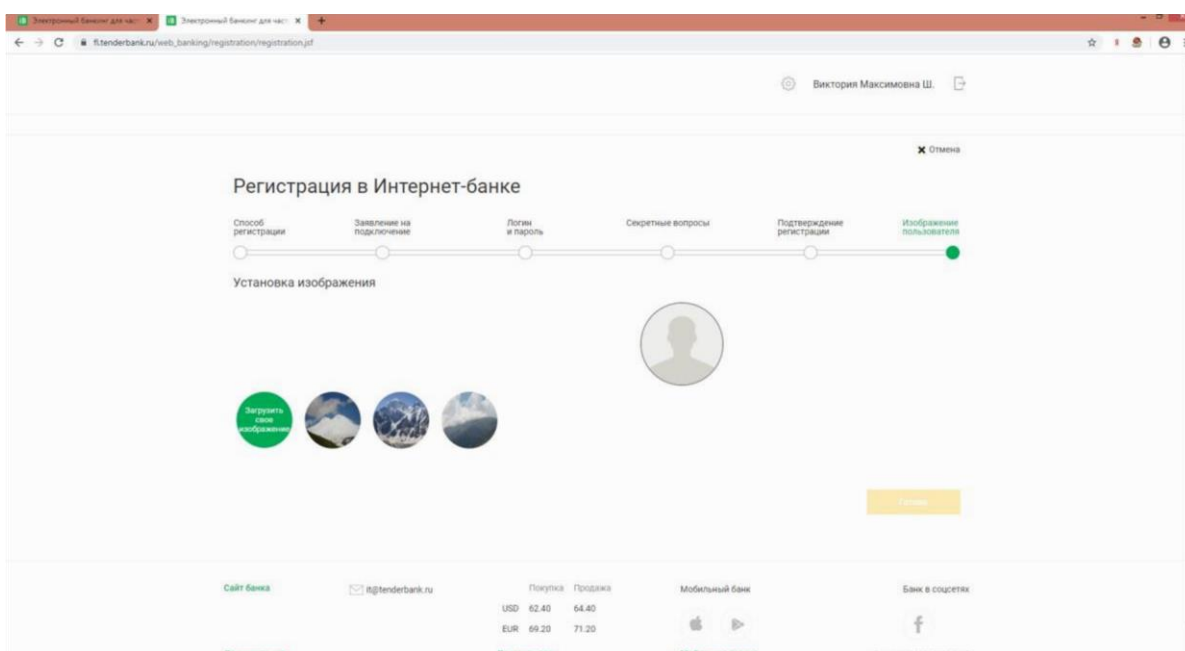 Электронный банкинг для част
Электронный банкинг для част
fl.tenderbank.ru/web_banking/registration/registration.jsf
Виктория Максимовна Ш.
Отмена
Регистрация в Интернет-банке
Способ
регистрации
Заявление на
подключение
Логин
и пароль
Секретные вопросы
Подтверждение
регистрации
Изображение
пользователя
Установка изображения
Загрузить
свое
изображение
Готово
Сайт банка
it@tenderbank.ru
Покупка Продажа
USD 62.40 64.40
EUR 69.20 71.20
Мобильный банк
Банк в соцсетях